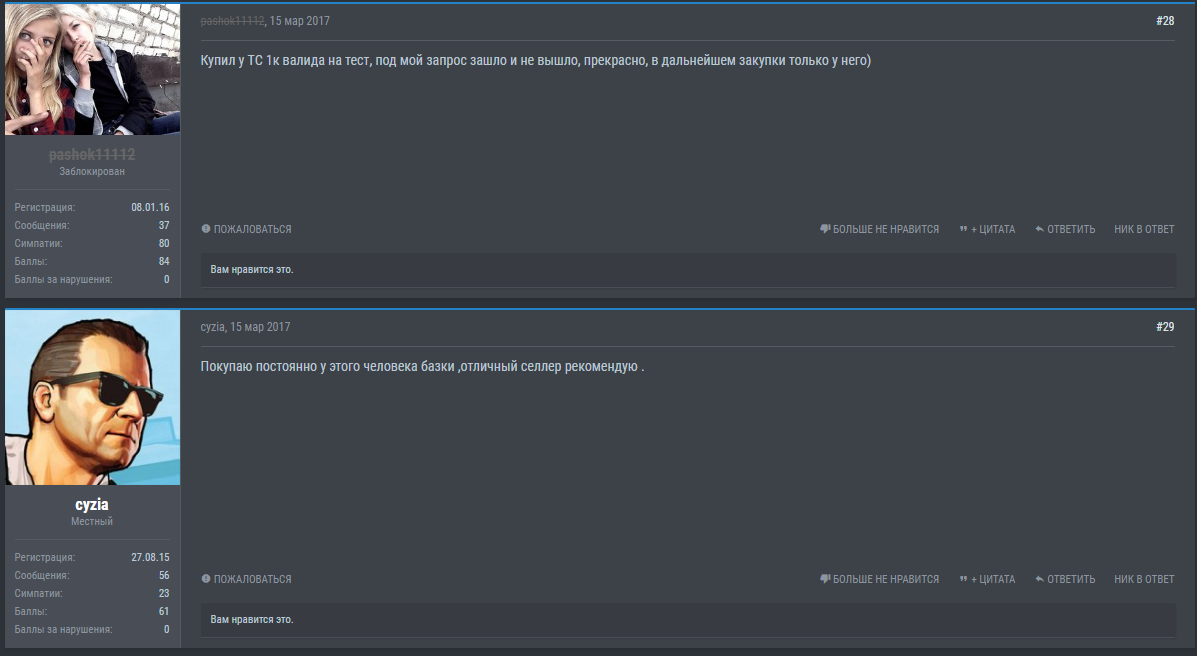 pashok11112, 15 мар 2017
#28
Купил у ТС 1к валида на тест, под мой запрос зашло и не вышло, прекрасно, в дальнейшем закупки только у него)
pashok11112
Заблокирован
Регистрация: 08.01.16
Сообщения: 37
Симпатии: 80
Баллы: 84
Баллы за нарушения: 0
ПОЖАЛОВАТЬСЯ
БОЛЬШЕ НЕ НРАВИТСЯ
+ ЦИТАТА
ОТВЕТИТЬ
НИК В ОТВЕТ
Вам нравится это.
cyzia, 15 мар 2017
#29
Покупаю постоянно у этого человека базки ,отличный селлер рекомендую .
cyzia
Местный
Регистрация: 27.08.15
Сообщения: 56
Симпатии: 23
Баллы: 61
Баллы за нарушения: 0
ПОЖАЛОВАТЬСЯ
БОЛЬШЕ НЕ НРАВИТСЯ
+ ЦИТАТА
ОТВЕТИТЬ
НИК В ОТВЕТ
Вам нравится это.